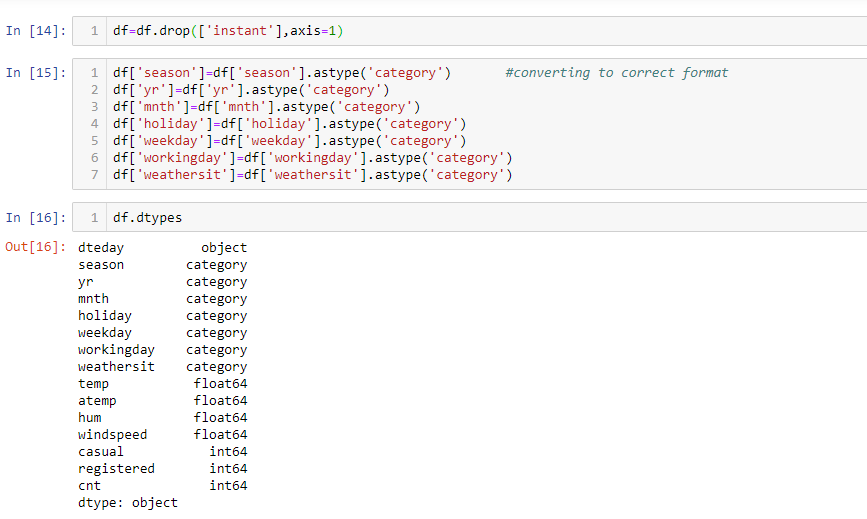 In [14]: 1 df=df.drop(['instant'],axis=1)
In [15]: 1 df['season']=df['season'].astype('category') #converting to correct format
2 df['yr']=df['yr'].astype('category')
3 df['mnth']=df['mnth'].astype('category')
4 df['holiday']=df['holiday'].astype('category')
5 df['weekday']=df['weekday'].astype('category')
6 df['workingday']=df['workingday'].astype('category')
7 df['weathersit']=df['weathersit'].astype('category')
In [16]: 1 df.dtypes
Out[16]: dteday object
season category
yr category
mnth category
holiday category
weekday category
workingday category
weathersit category
temp float64
atemp float64
hum float64
windspeed float64
casual int64
registered int64
cnt int64
dtype: object